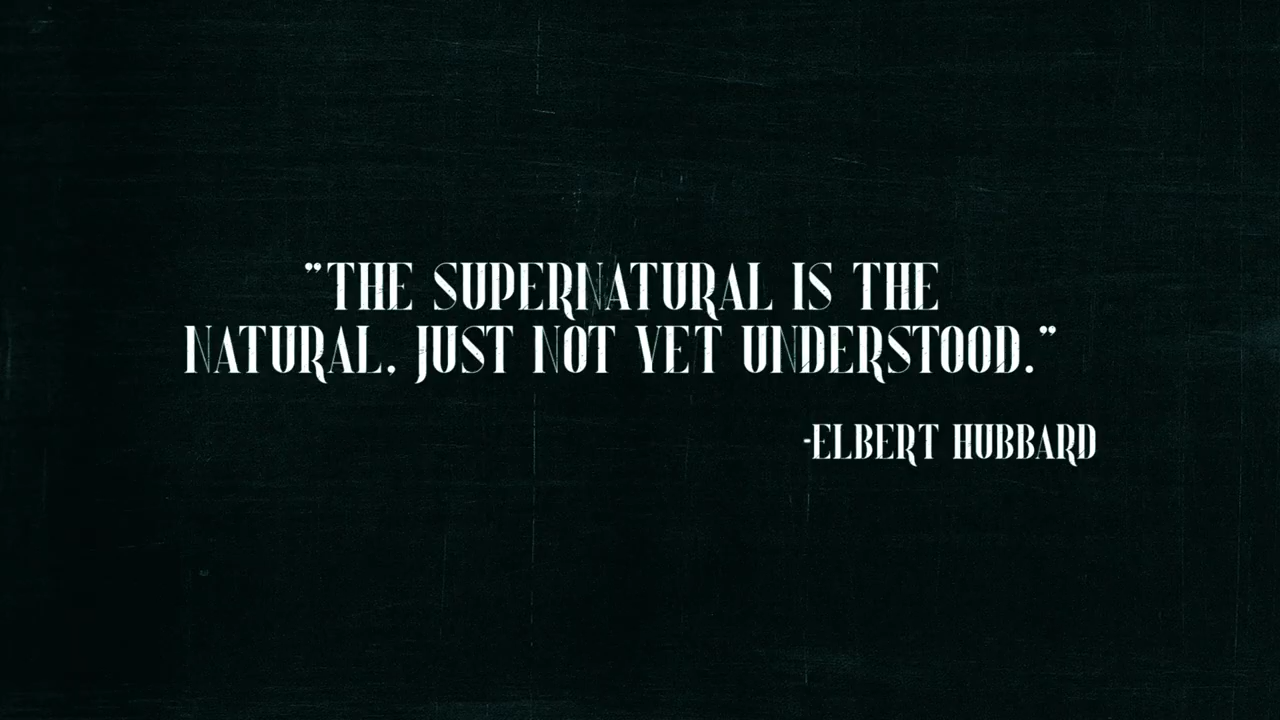 "THE SUPERNATURAL IS THE
NATURAL, JUST NOT YET UNDERSTOOD."
-ELBERT HUBBARD